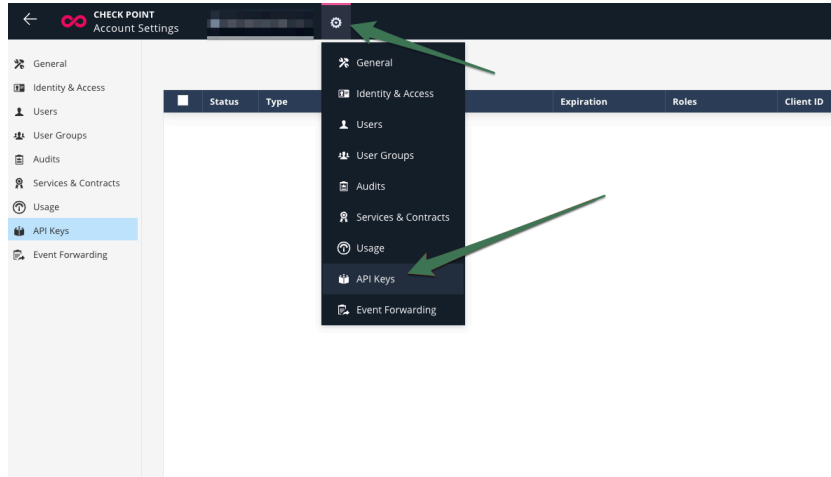 CHECK POINT
Account Settings
General
Identity & Access
Users
User Groups
Audits
Services & Contracts
Usage
API Keys
Event Forwarding
General
Identity & Access
Users
User Groups
Audits
Services & Contracts
Usage
API Keys
Event Forwarding
Status Type Expiration Roles Client ID